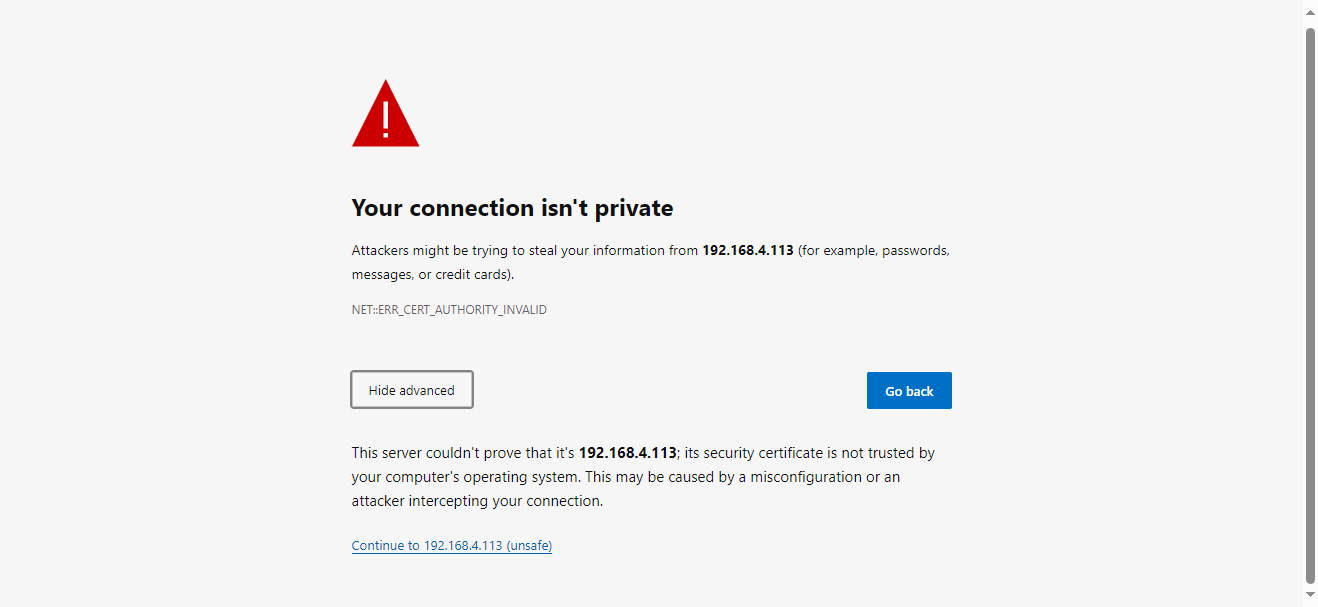 Your connection isn't private
Attackers might be trying to steal your information from 192.168.4.113 (for example, passwords,
messages, or credit cards).
NET::ERR_CERT_AUTHORITY_INVALID
Hide advanced
Go back
This server couldn't prove that it's 192.168.4.113; its security certificate is not trusted by
your computer's operating system. This may be caused by a misconfiguration or an
attacker intercepting your connection.
Continue to 192.168.4.113 (unsafe)